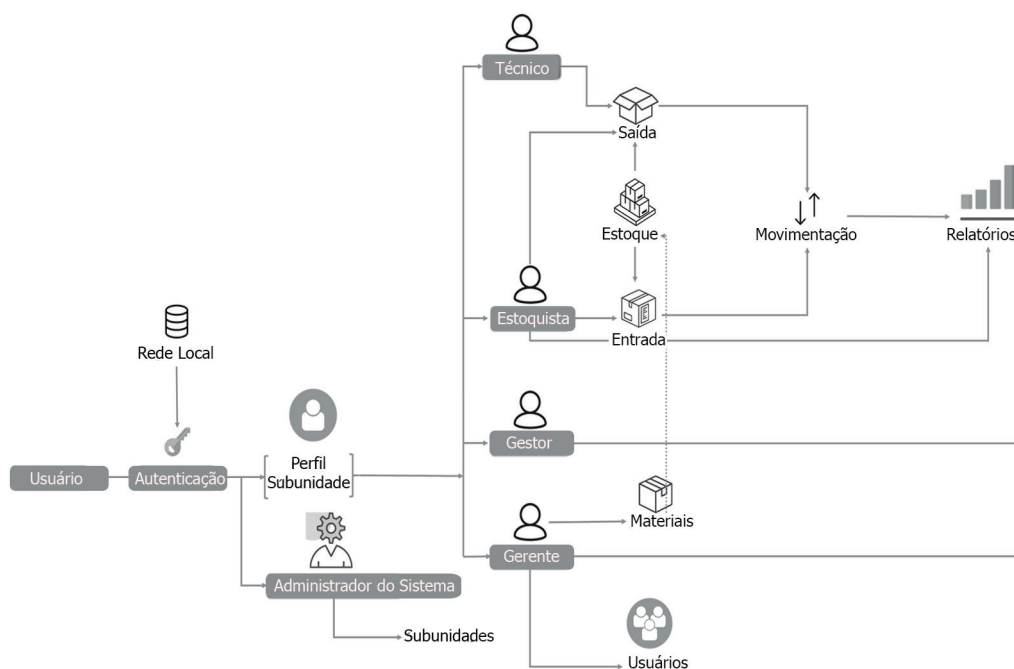 Técnico
Saída
Estoque
Movimentação
Relatórios
Estoquista
Entrada
Rede Local
Gestor
Perfil
Subunidade
Usuário
Autenticação
Materiais
Gerente
Administrador do Sistema
Subunidades
Usuários